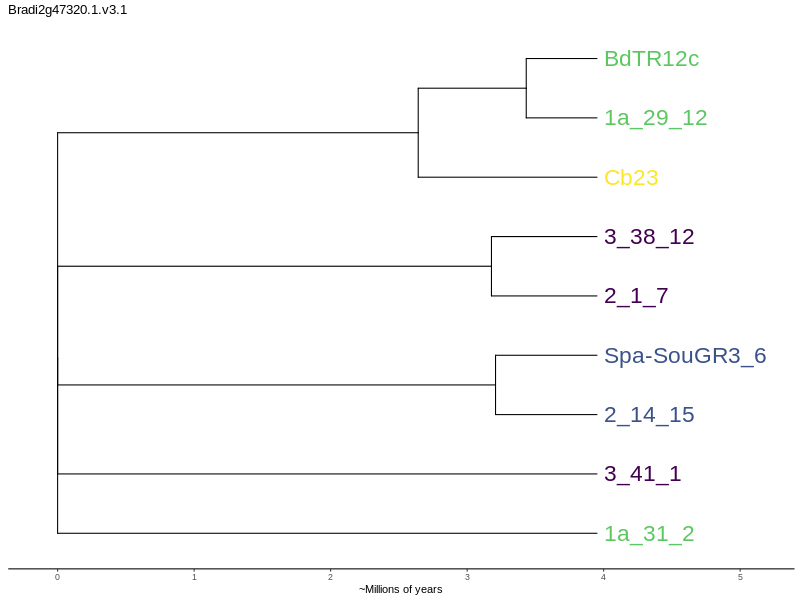 Bradi2g47320.1.v3.1
BdTR12c
1a_29_12
Cb23
3_38_12
2_1_7
Spa-SouGR3_6
2_14_15
3_41_1
1a_31_2
0 1 2 3 4 5
~Millions of years